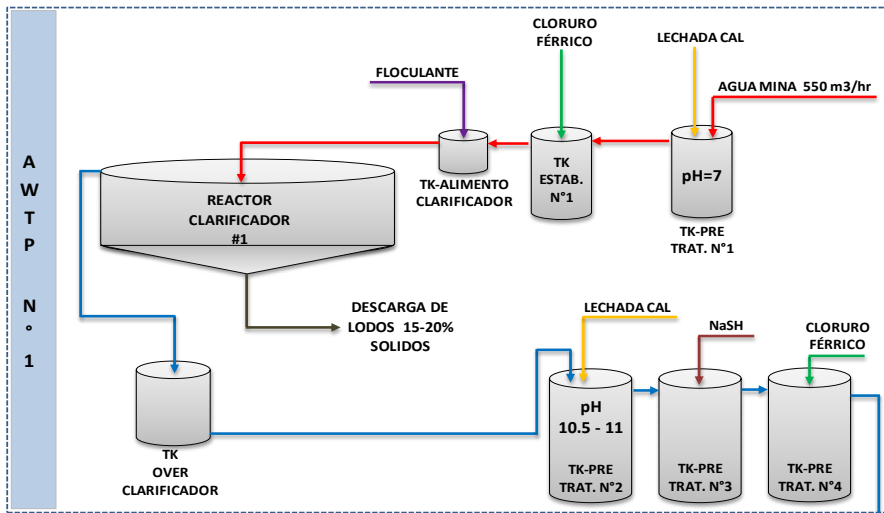 A
W
T
P
N
°
1
CLORURO
FÉRRICO
LECHADA CAL
FLOCULANTE
AGUA MINA 550 m3/hr
TK
ESTAB.
N°1
pH=7
TK-ALIMENTO
CLARIFICADOR
TK-PRE
TRAT. N°1
REACTOR
CLARIFICADOR
#1
DESCARGA DE
LODOS 15-20%
SOLIDOS
LECHADA CAL
NaSH
CLORURO
FÉRRICO
TK
OVER
CLARIFICADOR
pH
10.5 - 11
TK-PRE
TRAT. N°2
TK-PRE
TRAT. N°3
TK-PRE
TRAT. N°4